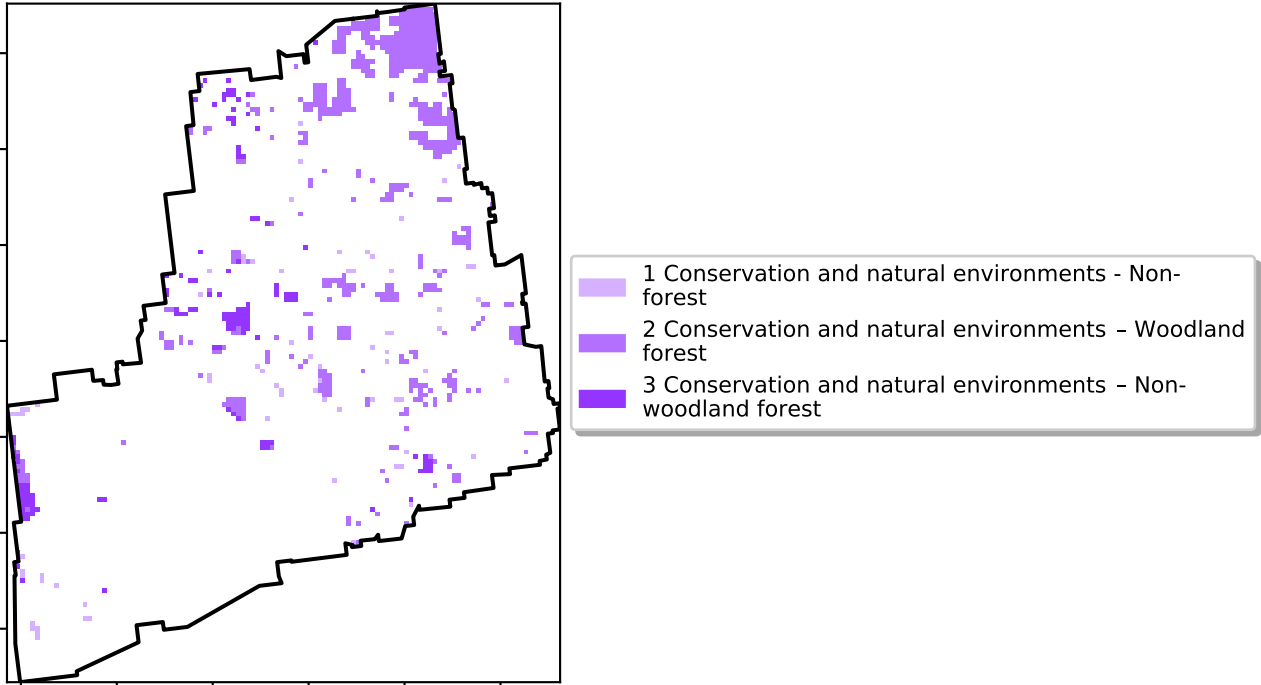 1 Conservation and natural environments - Non-
forest
2 Conservation and natural environments – Woodland
forest
3 Conservation and natural environments – Non-
woodland forest